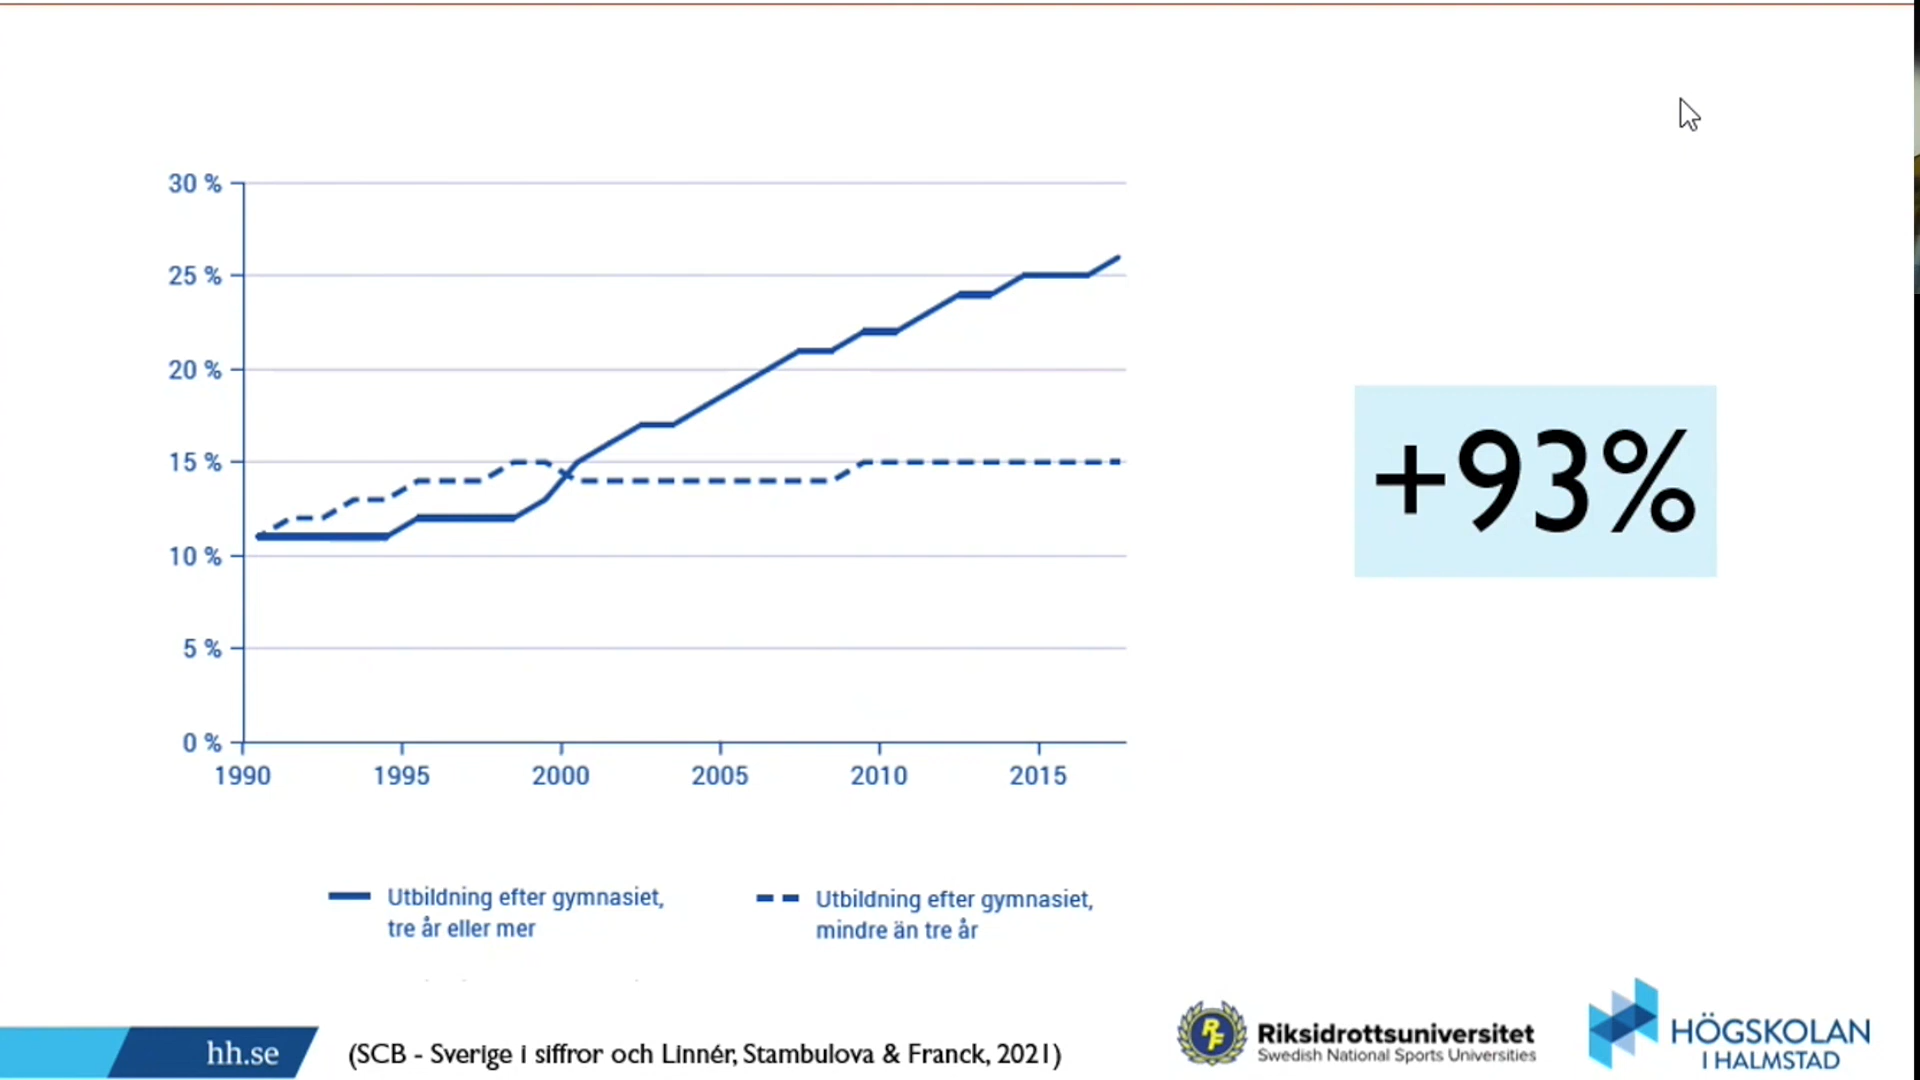 30 %
25 %
20 %
15 %
10 %
5 %
0 %
1990 1995 2000 2005 2010 2015
+93%
Utbildning efter gymnasiet,
tre år eller mer
Utbildning efter gymnasiet,
mindre än tre år
hh.se
(SCB - Sverige i siffror och Linnér, Stambulova & Franck, 2021)
RF
Riksidrottsuniversitet
Swedish National Sports Universities
HÖGSKOLAN
I HALMSTAD